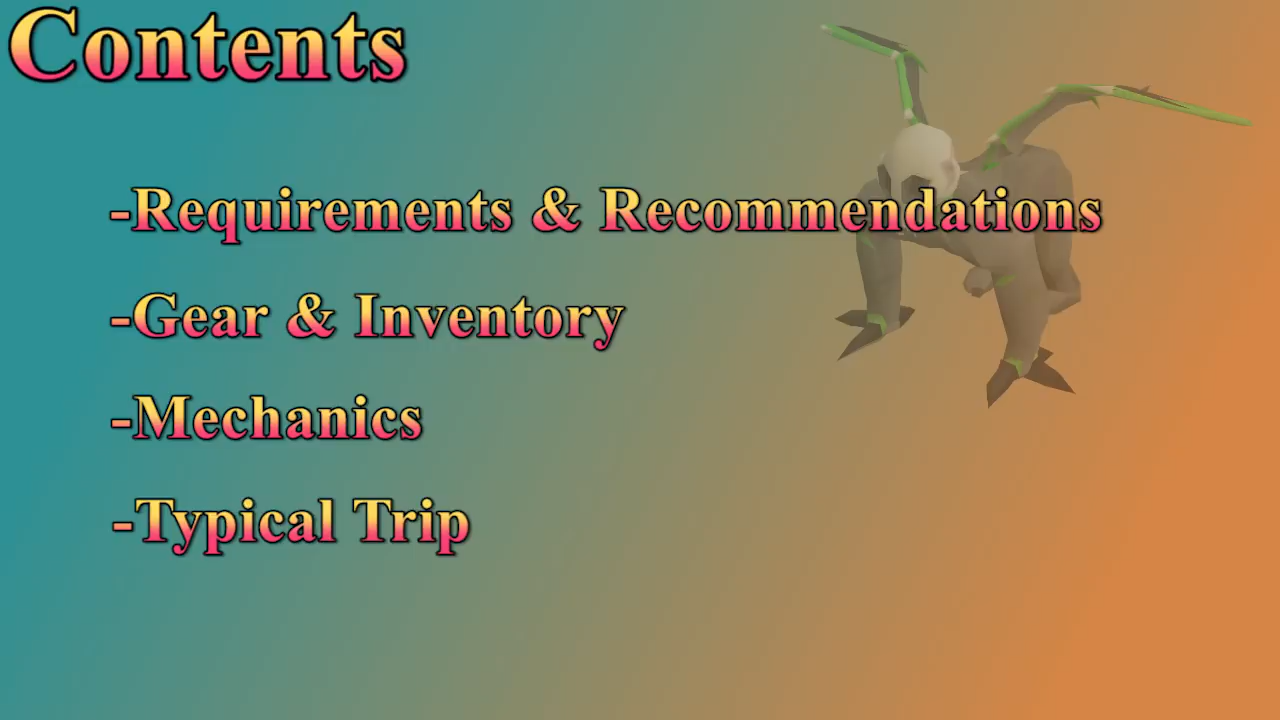 Contents
-Requirements & Recommendations
-Gear & Inventory
-Mechanics
-Typical Trip